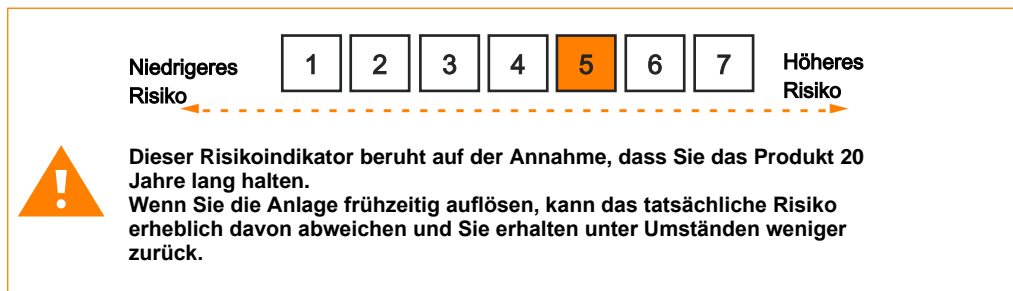 Niedrigeres
Risiko
1 2 3 4 5 6 7
Höheres
Risiko
!
Dieser Risikoindikator beruht auf der Annahme, dass Sie das Produkt 20
Jahre lang halten.
Wenn Sie die Anlage frühzeitig auflösen, kann das tatsächliche Risiko
erheblich davon abweichen und Sie erhalten unter Umständen weniger
zurück.